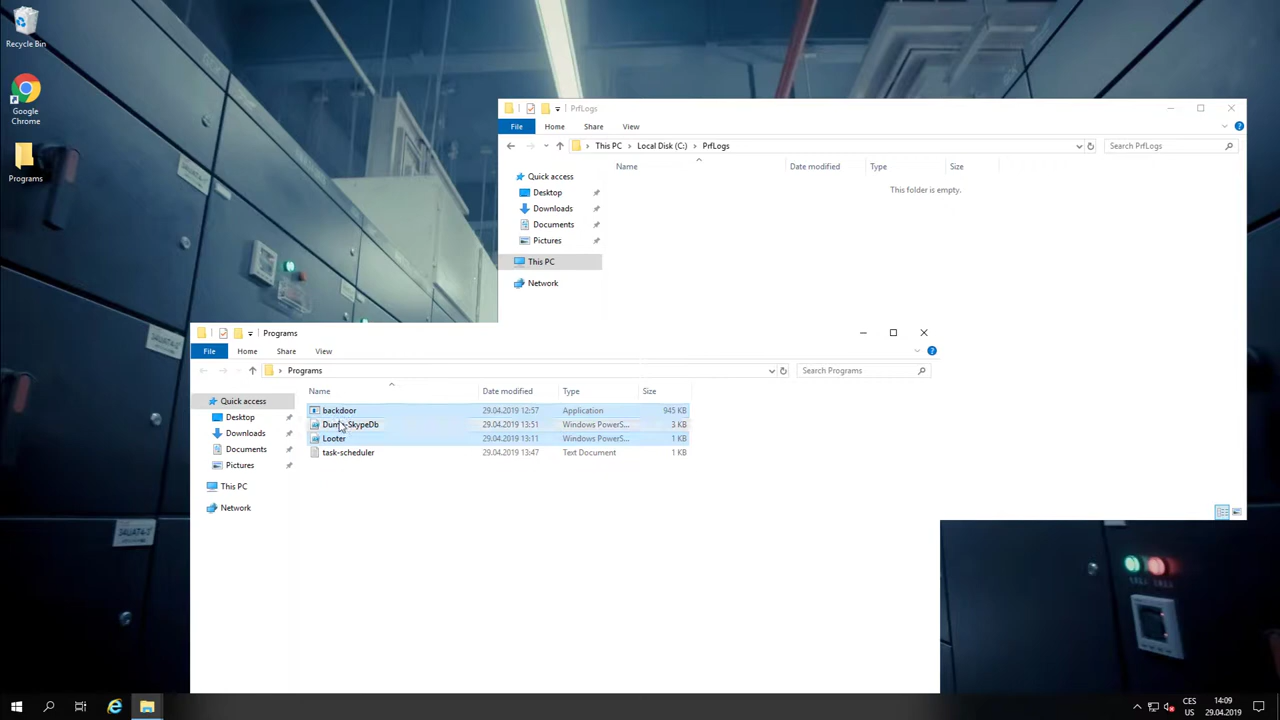 Recycle Bin
Google
Chrome
Programs
PrfLogs
File Home Share View
This PC Local Disk (C:) PrfLogs Search PrfLogs
Name Date modified Type Size
This folder is empty.
Quick access
Desktop
Downloads
Documents
Pictures
This PC
Network
Programs
File Home Share View
Programs Search Programs
Name Date modified Type Size
Quick access
Desktop
Downloads
Documents
Pictures
This PC
Network
backdoor 29.04.2019 12:57 Application 945 KB
Dump-SkypeDb 29.04.2019 13:51 Windows PowerS... 3 KB
Looter 29.04.2019 13:11 Windows PowerS... 1 KB
task-scheduler 29.04.2019 13:47 Text Document 1 KB
CES 14:09
US 29.04.2019